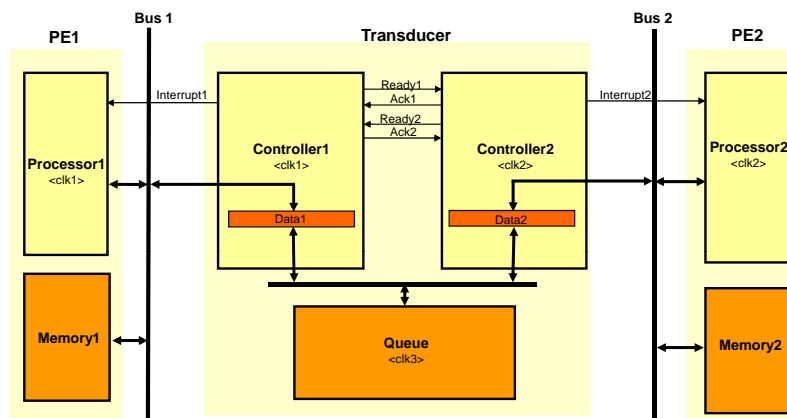 Bus 1
Bus 2
PE1
Transducer
PE2
Ready1
Interrupt1
Ack1
Interrupt2
Ready2
Ack2
Processor1
<clk1>
Controller1
<clk1>
Controller2
<clk2>
Processor2
<clk2>
Data1
Data2
Memory1
Queue
<clk3>
Memory2